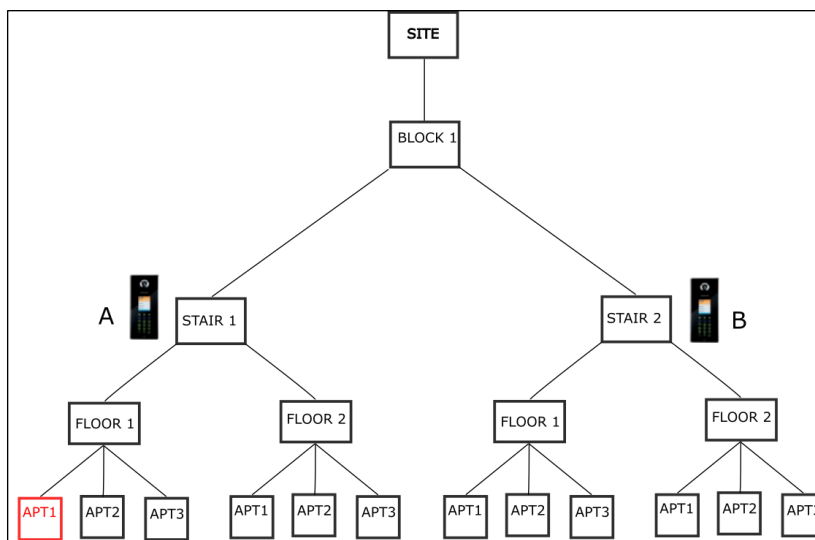 SITE
BLOCK 1
A
STAIR 1
STAIR 2
B
FLOOR 1
FLOOR 2
FLOOR 1
FLOOR 2
APT1
APT2
APT3
APT1
APT2
APT3
APT1
APT2
APT3
APT1
APT2
APT3